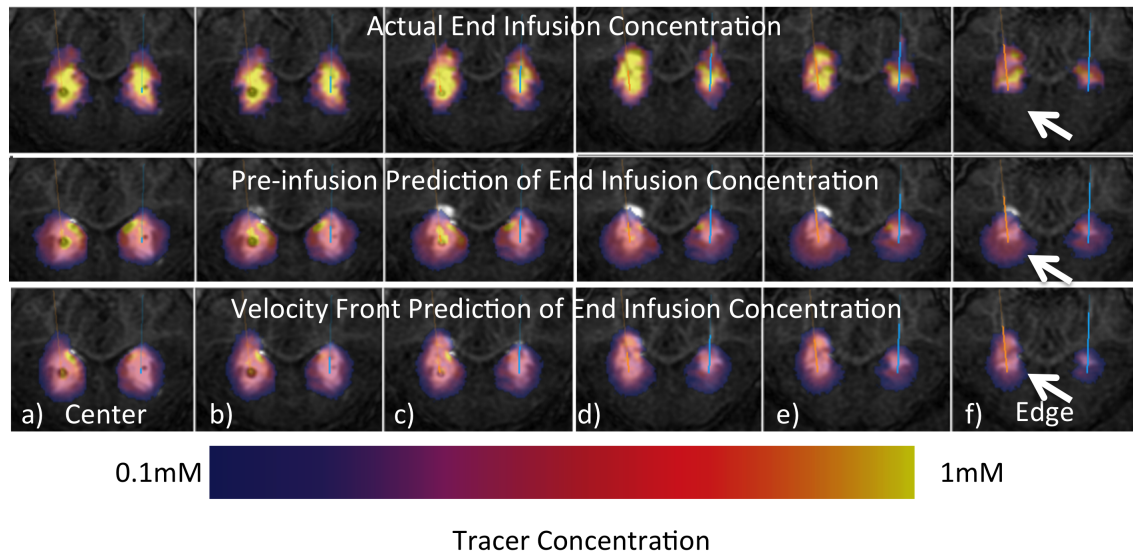 Actual End Infusion Concentration
Pre-infusion Prediction of End Infusion Concentration
Velocity Front Prediction of End Infusion Concentration
a) Center b) c) d) e) f) Edge
0.1mM 1mM
Tracer Concentration